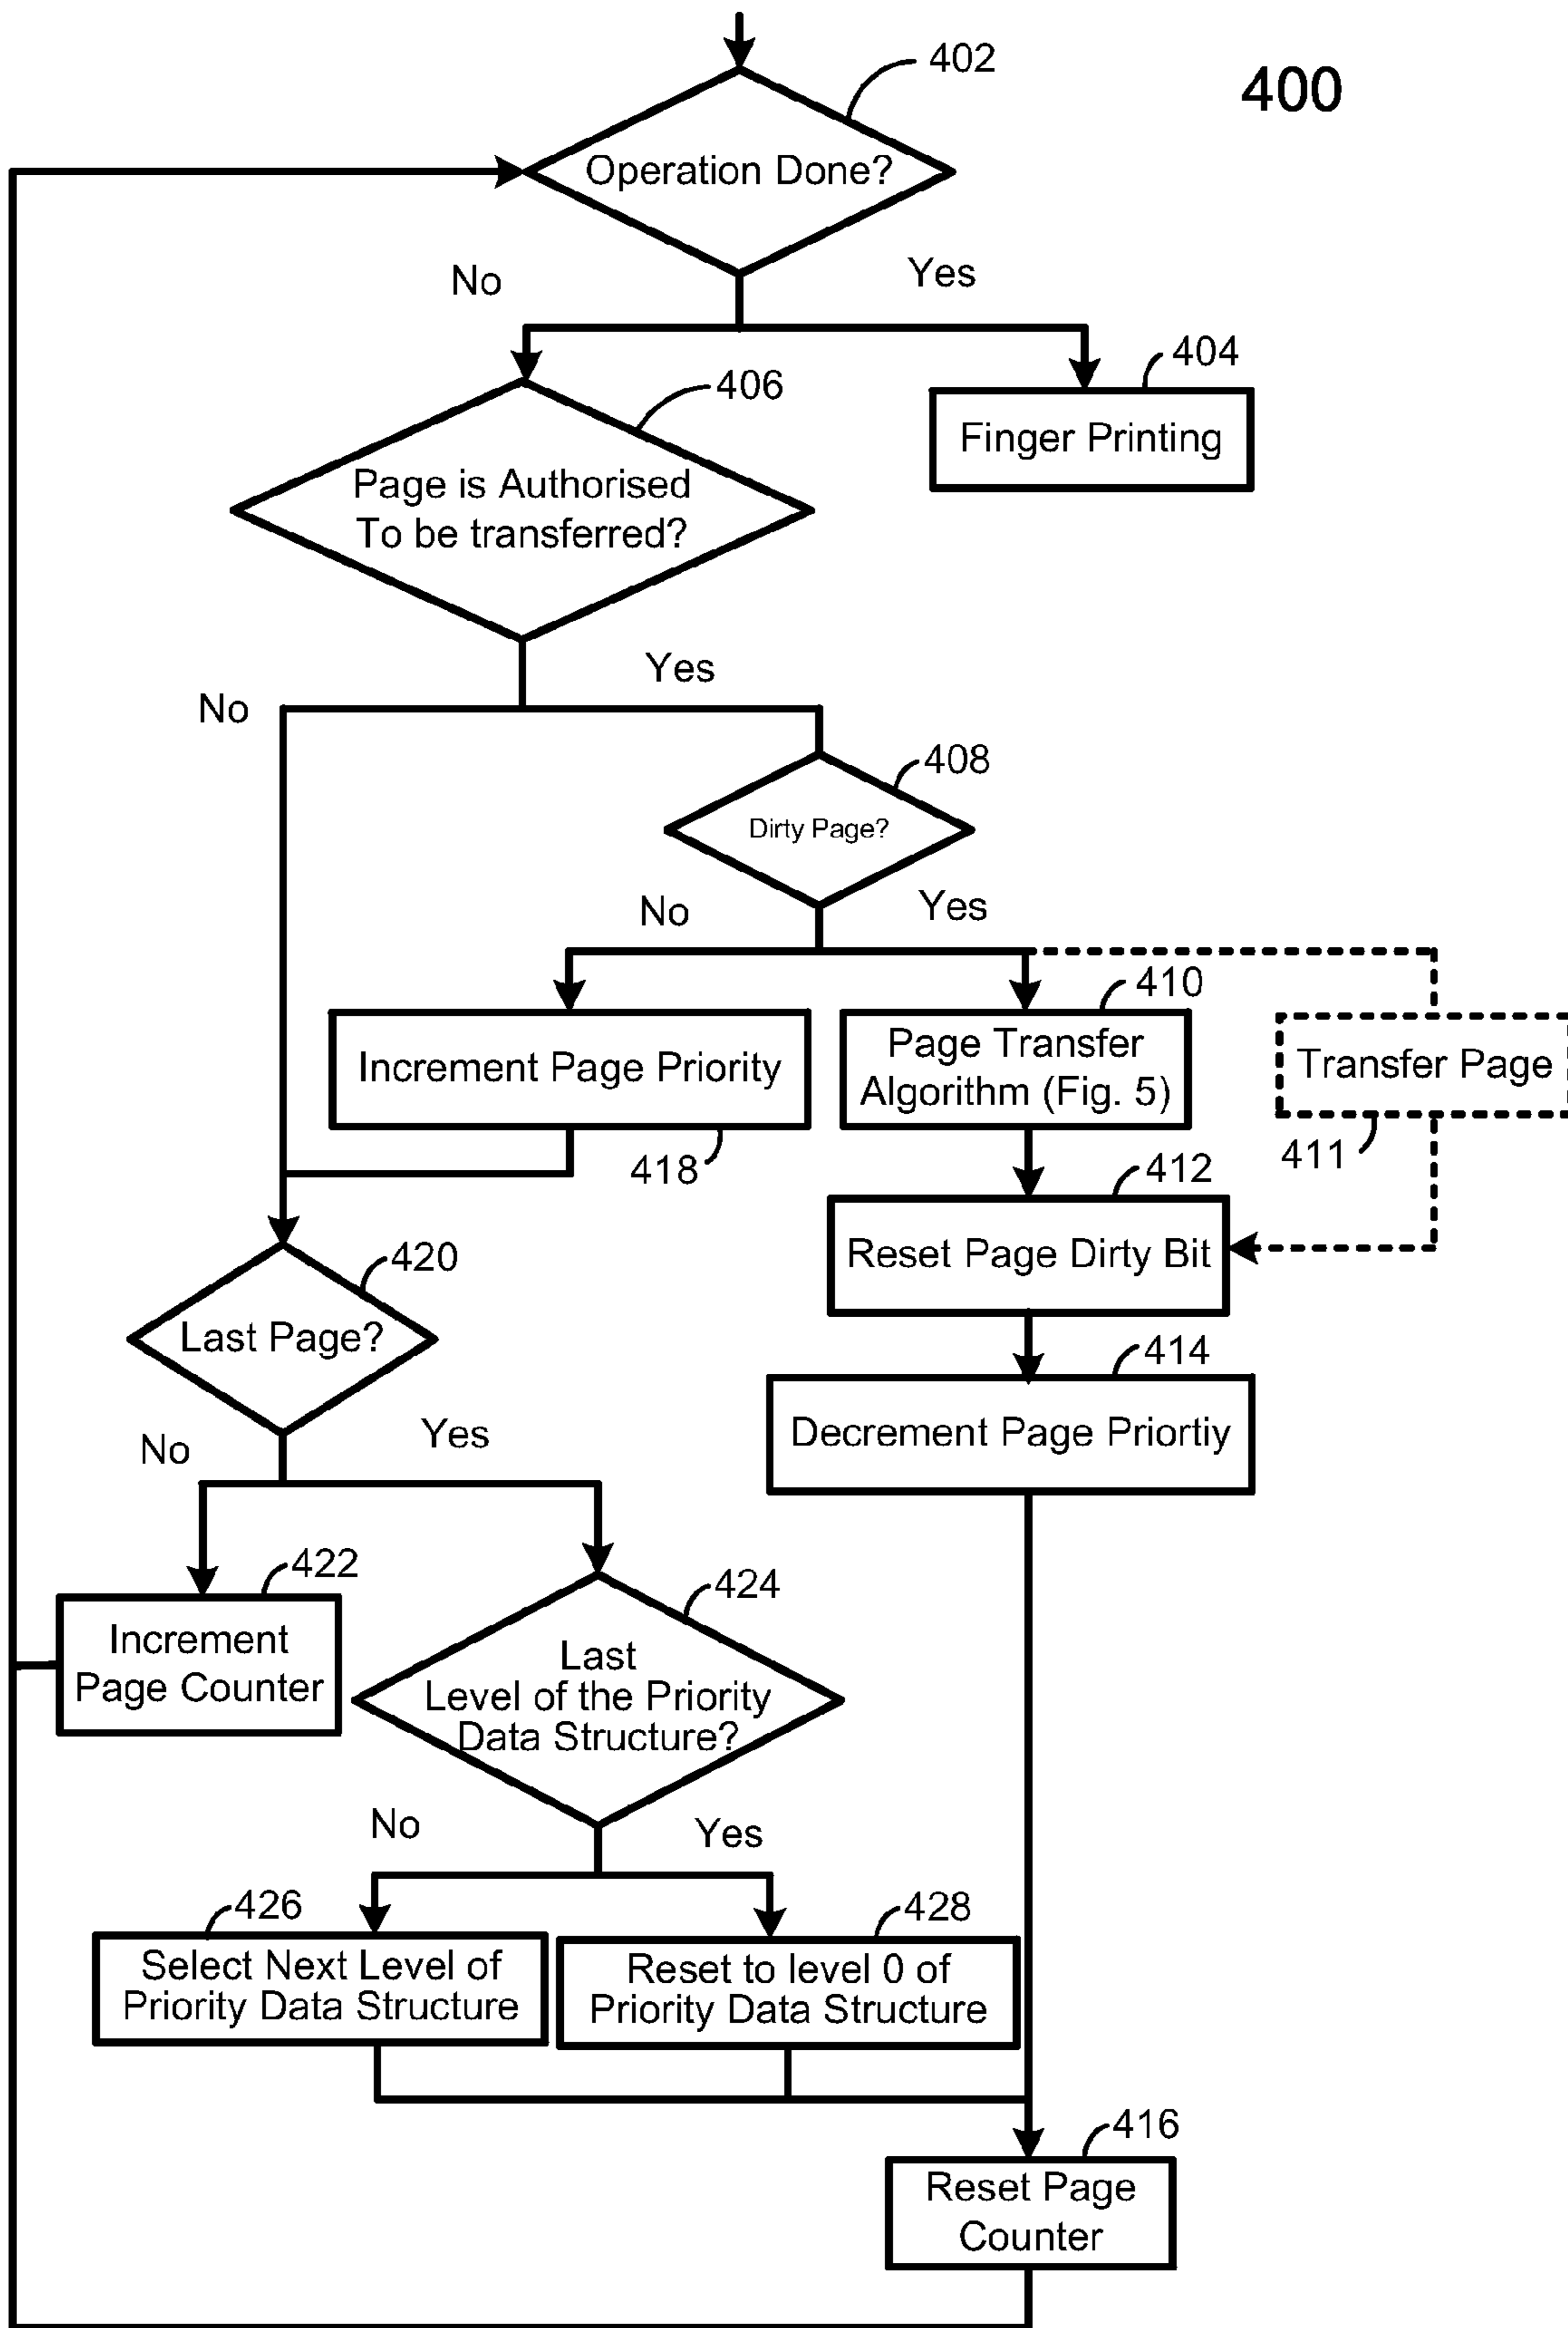 402
400
Operation Done?
No
Yes
404
406
Finger Printing
Page is Authorised
To be transferred?
Yes
No
408
Dirty Page?
No
Yes
410
Increment Page Priority
Page Transfer
Algorithm (Fig. 5)
Transfer Page
418
411
412
Reset Page Dirty Bit
420
Last Page?
414
Decrement Page Priortiy
No
Yes
422
424
Increment
Page Counter
Last
Level of the Priority
Data Structure?
No
Yes
426
428
Select Next Level of
Priority Data Structure
Reset to level 0 of
Priority Data Structure
416
Reset Page
Counter